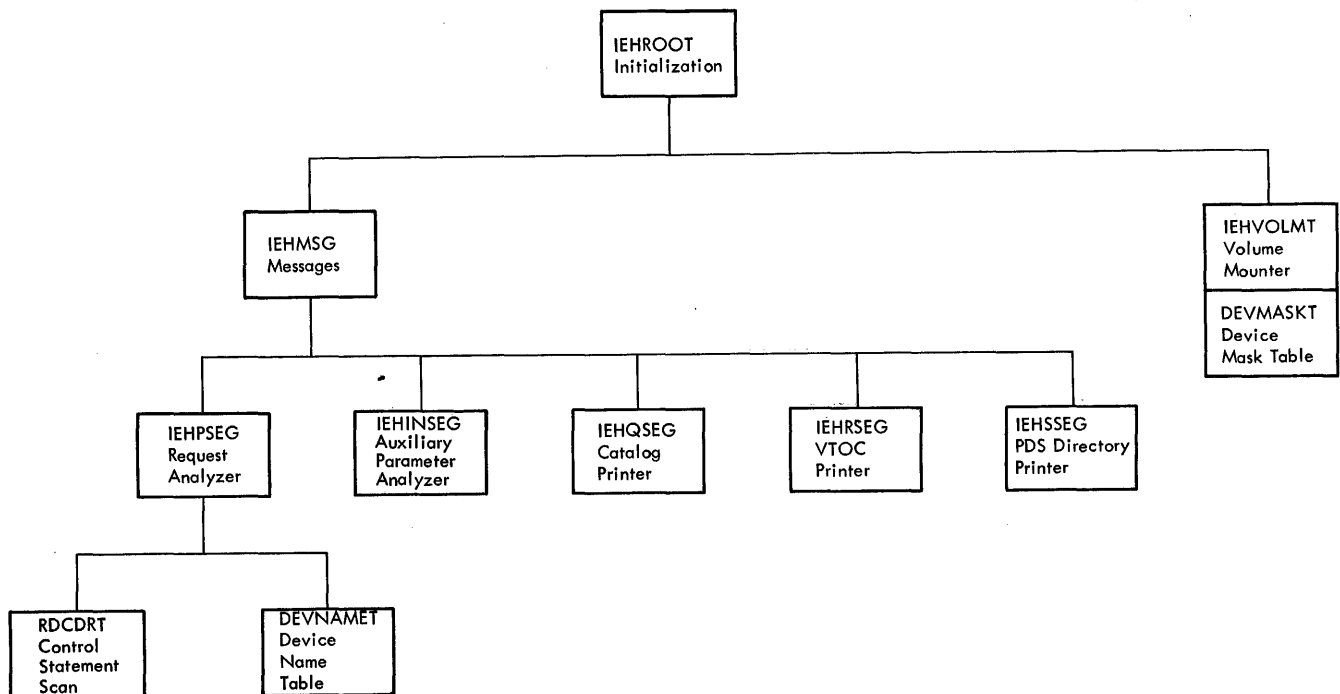 IEHROOT
Initialization
IEHMSG
Messages
IEHVOLMT
Volume
Mounter
DEVMASKT
Device
Mask Table
IEHPSEG
Request
Analyzer
IEHINSEG
Auxiliary
Parameter
Analyzer
IEHQSEG
Catalog
Printer
IEHRSEG
VTOC
Printer
IEHSSEG
PDS Directory
Printer
RDCDRT
Control
Statement
Scan
DEVNAMET
Device
Name
Table